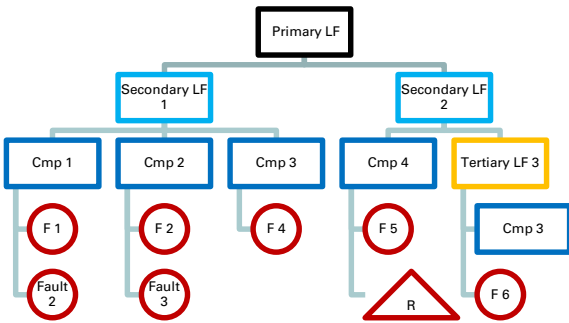 Primary LF
Secondary LF
1
Secondary LF
2
Cmp 1
Cmp 2
Cmp 3
Cmp 4
Tertiary LF 3
F 1
F 2
F 4
F 5
Cmp 3
Fault
2
Fault
3
R
F 6